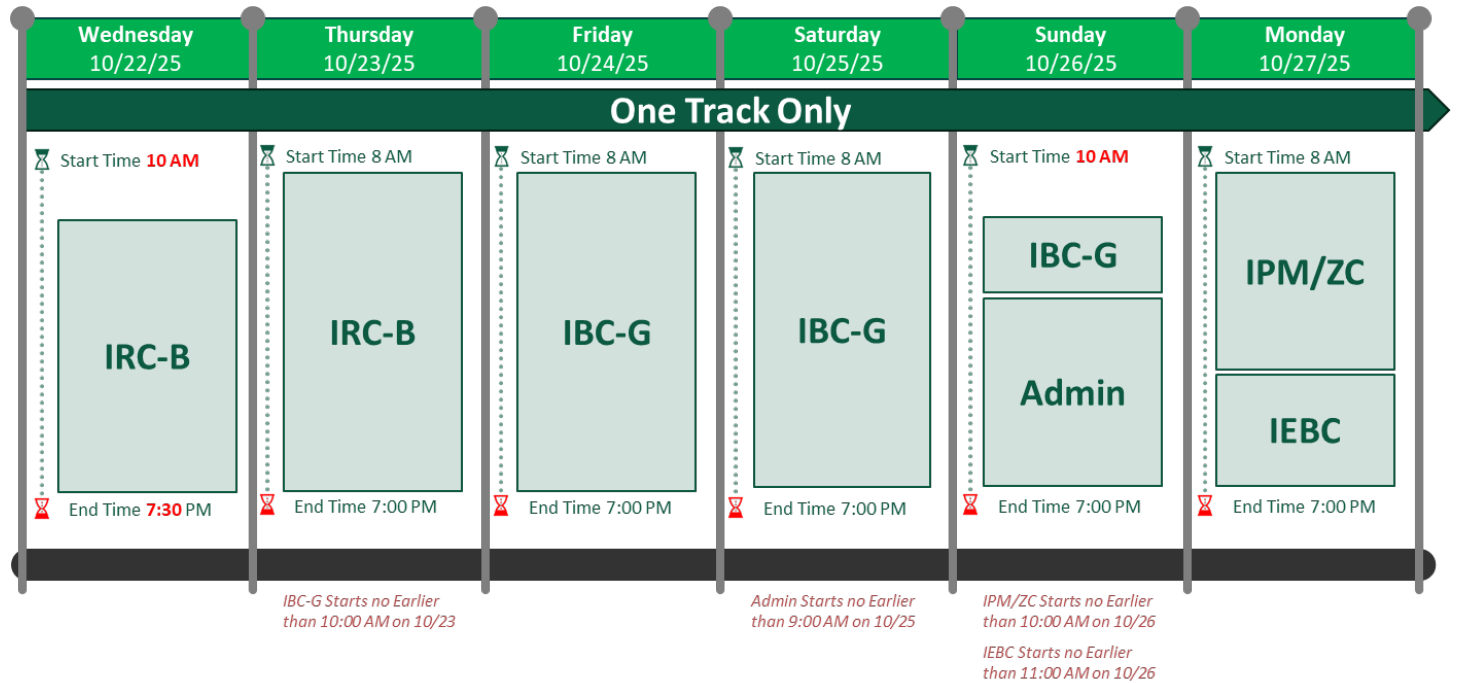 Wednesday
10/22/25
Thursday
10/23/25
Friday
10/24/25
Saturday
10/25/25
Sunday
10/26/25
Monday
10/27/25
One Track Only
Start Time 10 AM
IRC-B
End Time 7:30 PM
Start Time 8 AM
IRC-B
End Time 7:00 PM
IBC-G Starts no Earlier
than 10:00 AM on 10/23
Start Time 8 AM
IBC-G
End Time 7:00 PM
Start Time 8 AM
IBC-G
End Time 7:00 PM
Admin Starts no Earlier
than 9:00 AM on 10/25
Start Time 10 AM
IBC-G
Admin
End Time 7:00 PM
IPM/ZC Starts no Earlier
than 10:00 AM on 10/26
IEBC Starts no Earlier
than 11:00 AM on 10/26
Start Time 8 AM
IPM/ZC
IEBC
End Time 7:00 PM